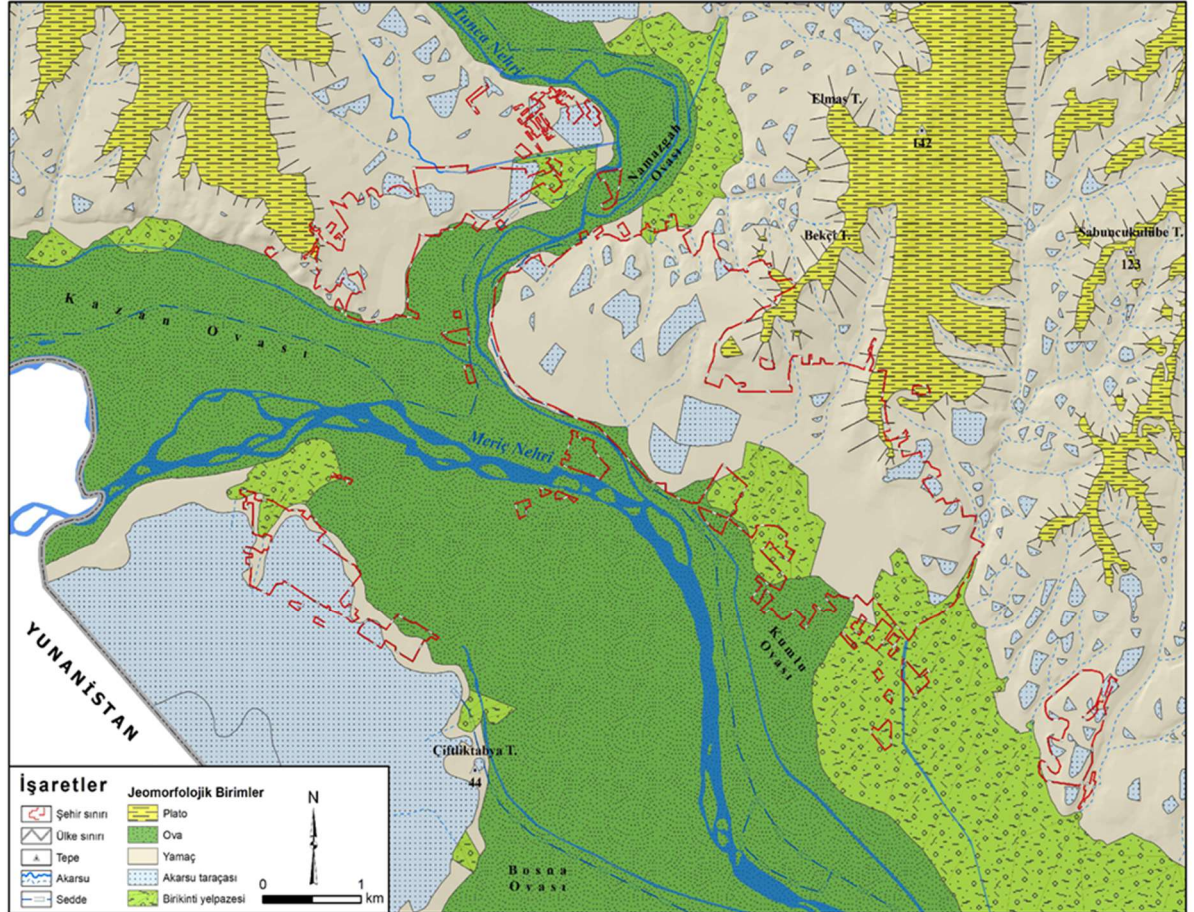 Tunca Nehri
Elmas T.
142
Namazgah
Ovası
Bekçi T.
Sabuncukulübe T.
123
Kazan Ovası
Meriç Nehri
Kumlu
Ovası
YUNANİSTAN
Çiftliktabya T.
44
Bosna
Ovası
İşaretler
Şehir sınırı
Ülke sınırı
Tepe
Akarsu
Sedde
Jeomorfolojik Birimler
Plato
Ova
Yamaç
Akarsu taraçası
Birikinti yelpazesi
N
0 1
km